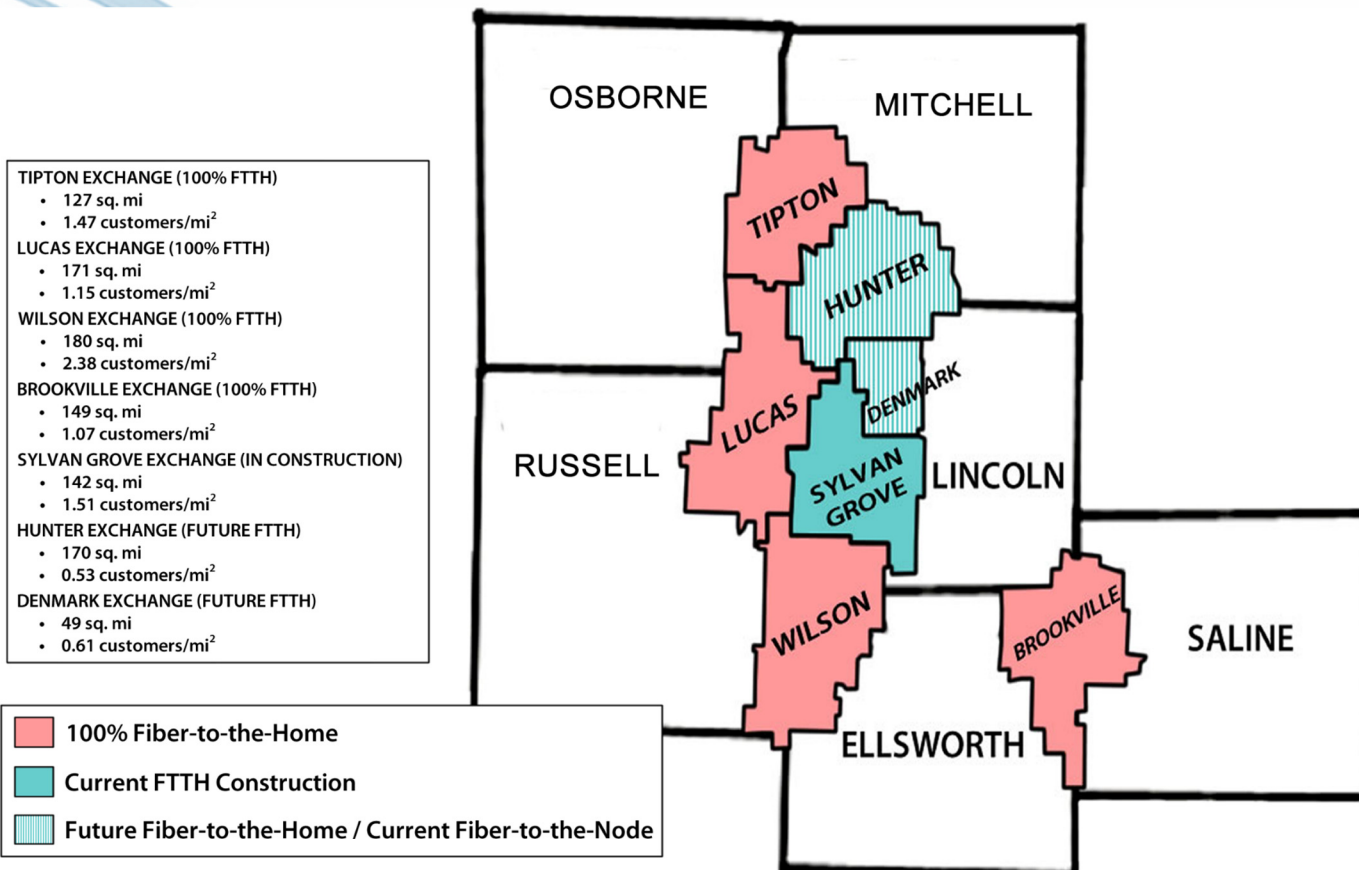 TIPTON EXCHANGE (100% FTTH)
• 127 sq. mi
• 1.47 customers/mi²
LUCAS EXCHANGE (100% FTTH)
• 171 sq. mi
• 1.15 customers/mi²
WILSON EXCHANGE (100% FTTH)
• 180 sq. mi
• 2.38 customers/mi²
BROOKVILLE EXCHANGE (100% FTTH)
• 149 sq. mi
• 1.07 customers/mi²
SYLVAN GROVE EXCHANGE (IN CONSTRUCTION)
• 142 sq. mi
• 1.51 customers/mi²
HUNTER EXCHANGE (FUTURE FTTH)
• 170 sq. mi
• 0.53 customers/mi²
DENMARK EXCHANGE (FUTURE FTTH)
• 49 sq. mi
• 0.61 customers/mi²
100% Fiber-to-the-Home
Current FTTH Construction
Future Fiber-to-the-Home / Current Fiber-to-the-Node
OSBORNE
MITCHELL
TIPTON
HUNTER
DENMARK
LUCAS
RUSSELL
SYLVAN
GROVE
LINCOLN
WILSON
BROOKVILLE
SALINE
ELLSWORTH